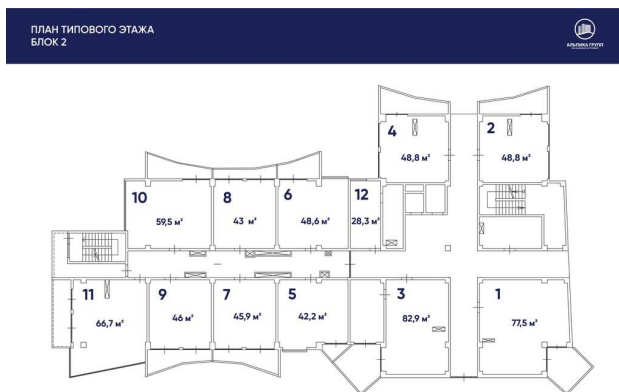 ПЛАН ТИПОВОГО ЭТАЖА
БЛОК 2
АЛЬПИКА ГРУПП
4
48,8 м²
2
48,8 м²
10
59,5 м²
8
43 м²
6
48,6 м²
12
28,3 м²
11
66,7 м²
9
46 м²
7
45,9 м²
5
42,2 м²
3
82,9 м²
1
77,5 м²